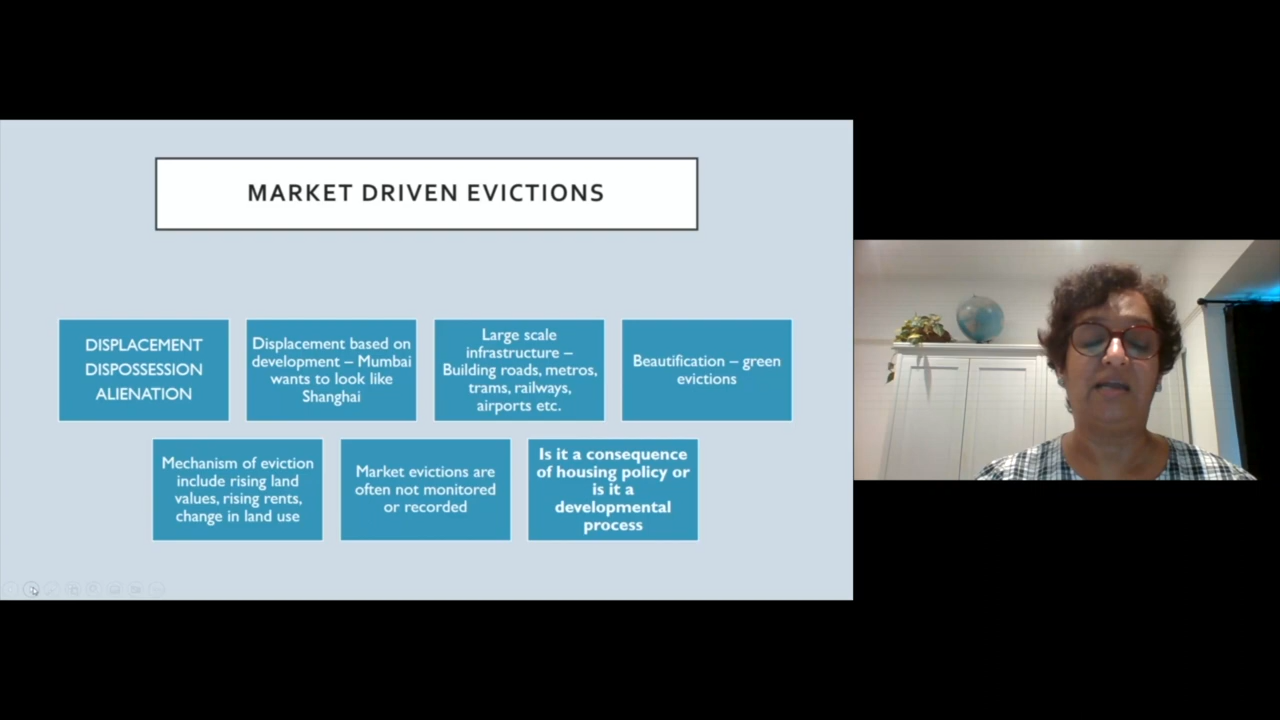 MARKET DRIVEN EVICTIONS
DISPLACEMENT
DISPOSSESSION
ALIENATION
Displacement based on
development – Mumbai
wants to look like
Shanghai
Large scale
infrastructure –
Building roads, metros,
trams, railways,
airports etc.
Beautification – green
evictions
Mechanism of eviction
include rising land
values, rising rents,
change in land use
Market evictions are
often not monitored
or recorded
Is it a consequence
of housing policy or
is it a
developmental
process